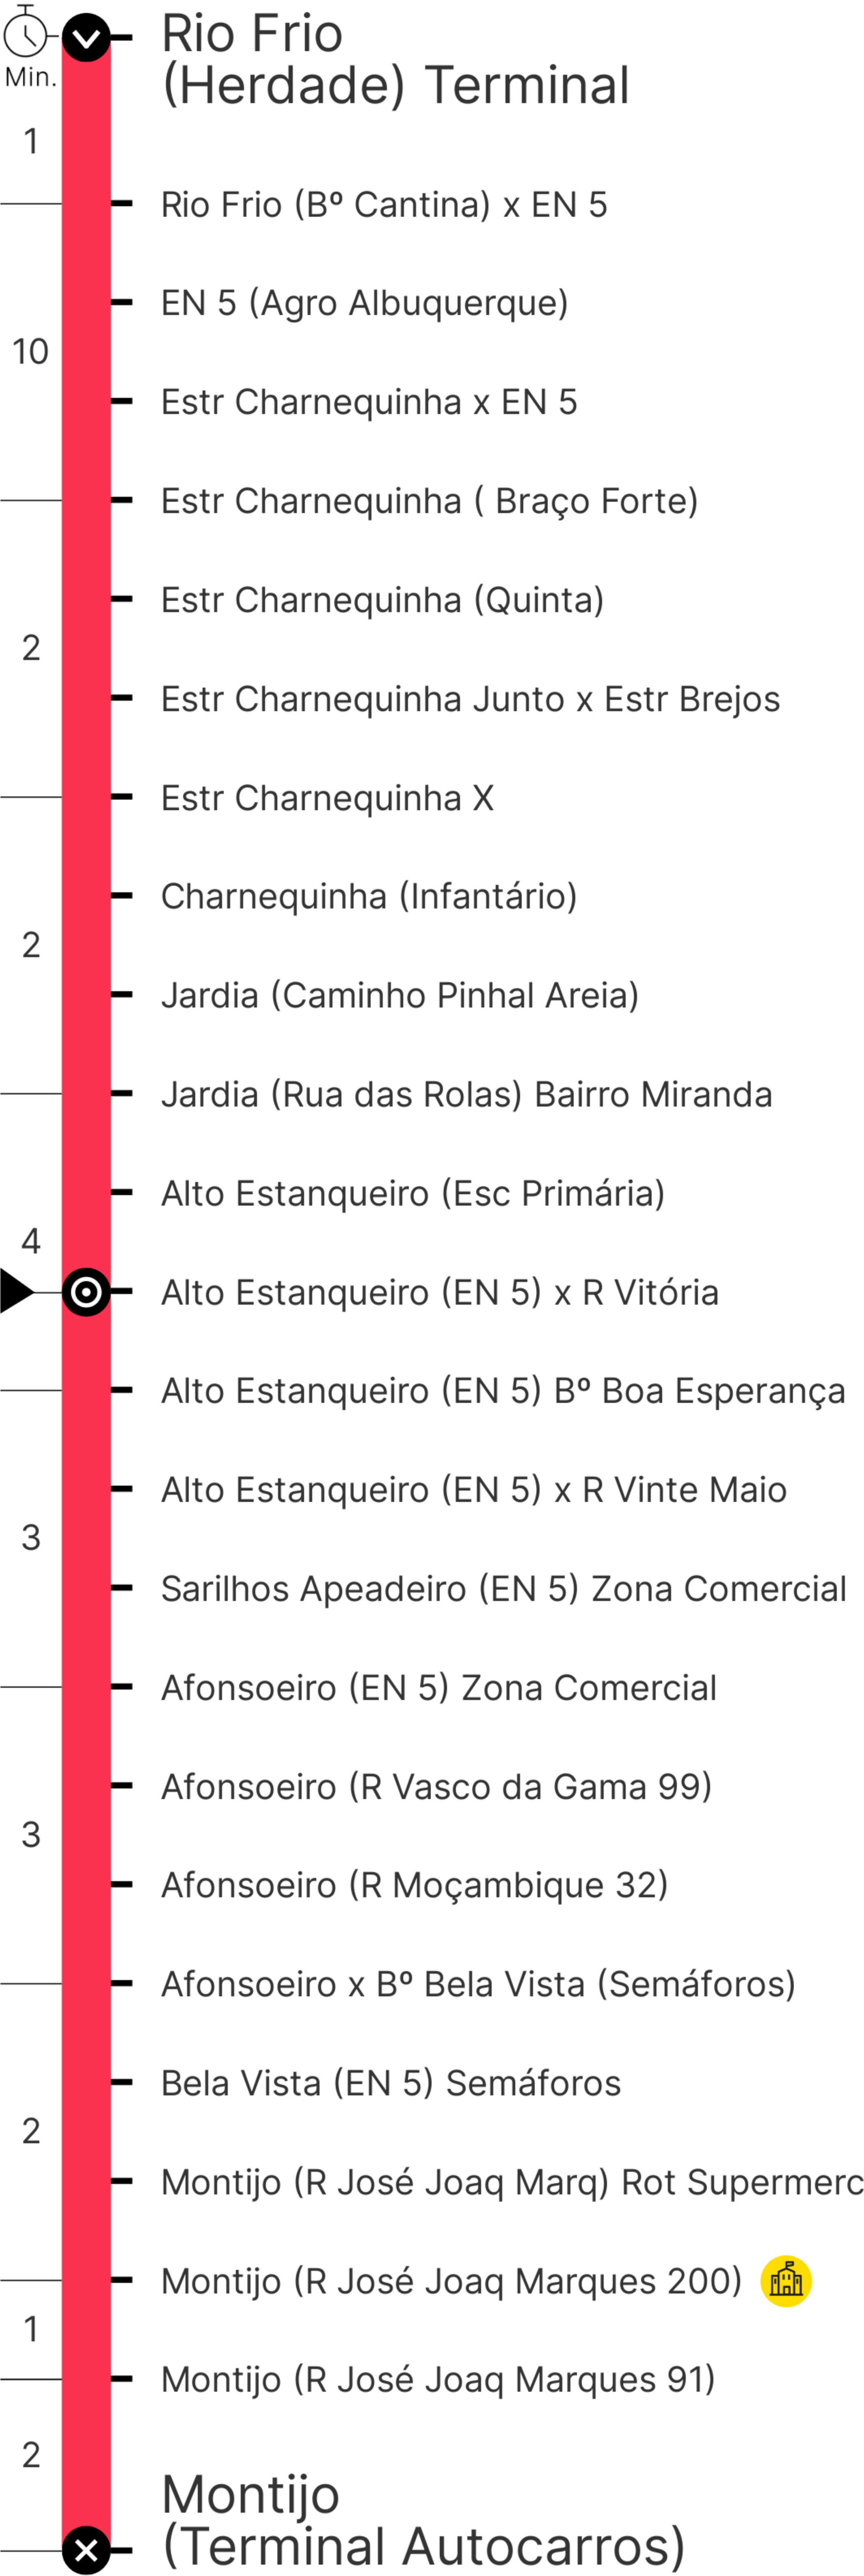 Rio Frio
(Herdade) Terminal
Min.
1
Rio Frio (Bº Cantina) x EN 5
EN 5 (Agro Albuquerque)
10
Estr Charnequinha x EN 5
Estr Charnequinha ( Braço Forte)
Estr Charnequinha (Quinta)
2
Estr Charnequinha Junto x Estr Brejos
Estr Charnequinha X
Charnequinha (Infantário)
2
Jardia (Caminho Pinhal Areia)
Jardia (Rua das Rolas) Bairro Miranda
Alto Estanqueiro (Esc Primária)
4
Alto Estanqueiro (EN 5) x R Vitória
Alto Estanqueiro (EN 5) Bº Boa Esperança
Alto Estanqueiro (EN 5) x R Vinte Maio
3
Sarilhos Apeadeiro (EN 5) Zona Comercial
Afonsoeiro (EN 5) Zona Comercial
Afonsoeiro (R Vasco da Gama 99)
3
Afonsoeiro (R Moçambique 32)
Afonsoeiro x Bº Bela Vista (Semáforos)
Bela Vista (EN 5) Semáforos
2
Montijo (R José Joaq Marq) Rot Supermerc
Montijo (R José Joaq Marques 200)
1
Montijo (R José Joaq Marques 91)
2
Montijo
(Terminal Autocarros)